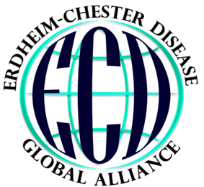 ERDHEIM-CHESTER DISEASE
ECD
GLOBAL ALLIANCE